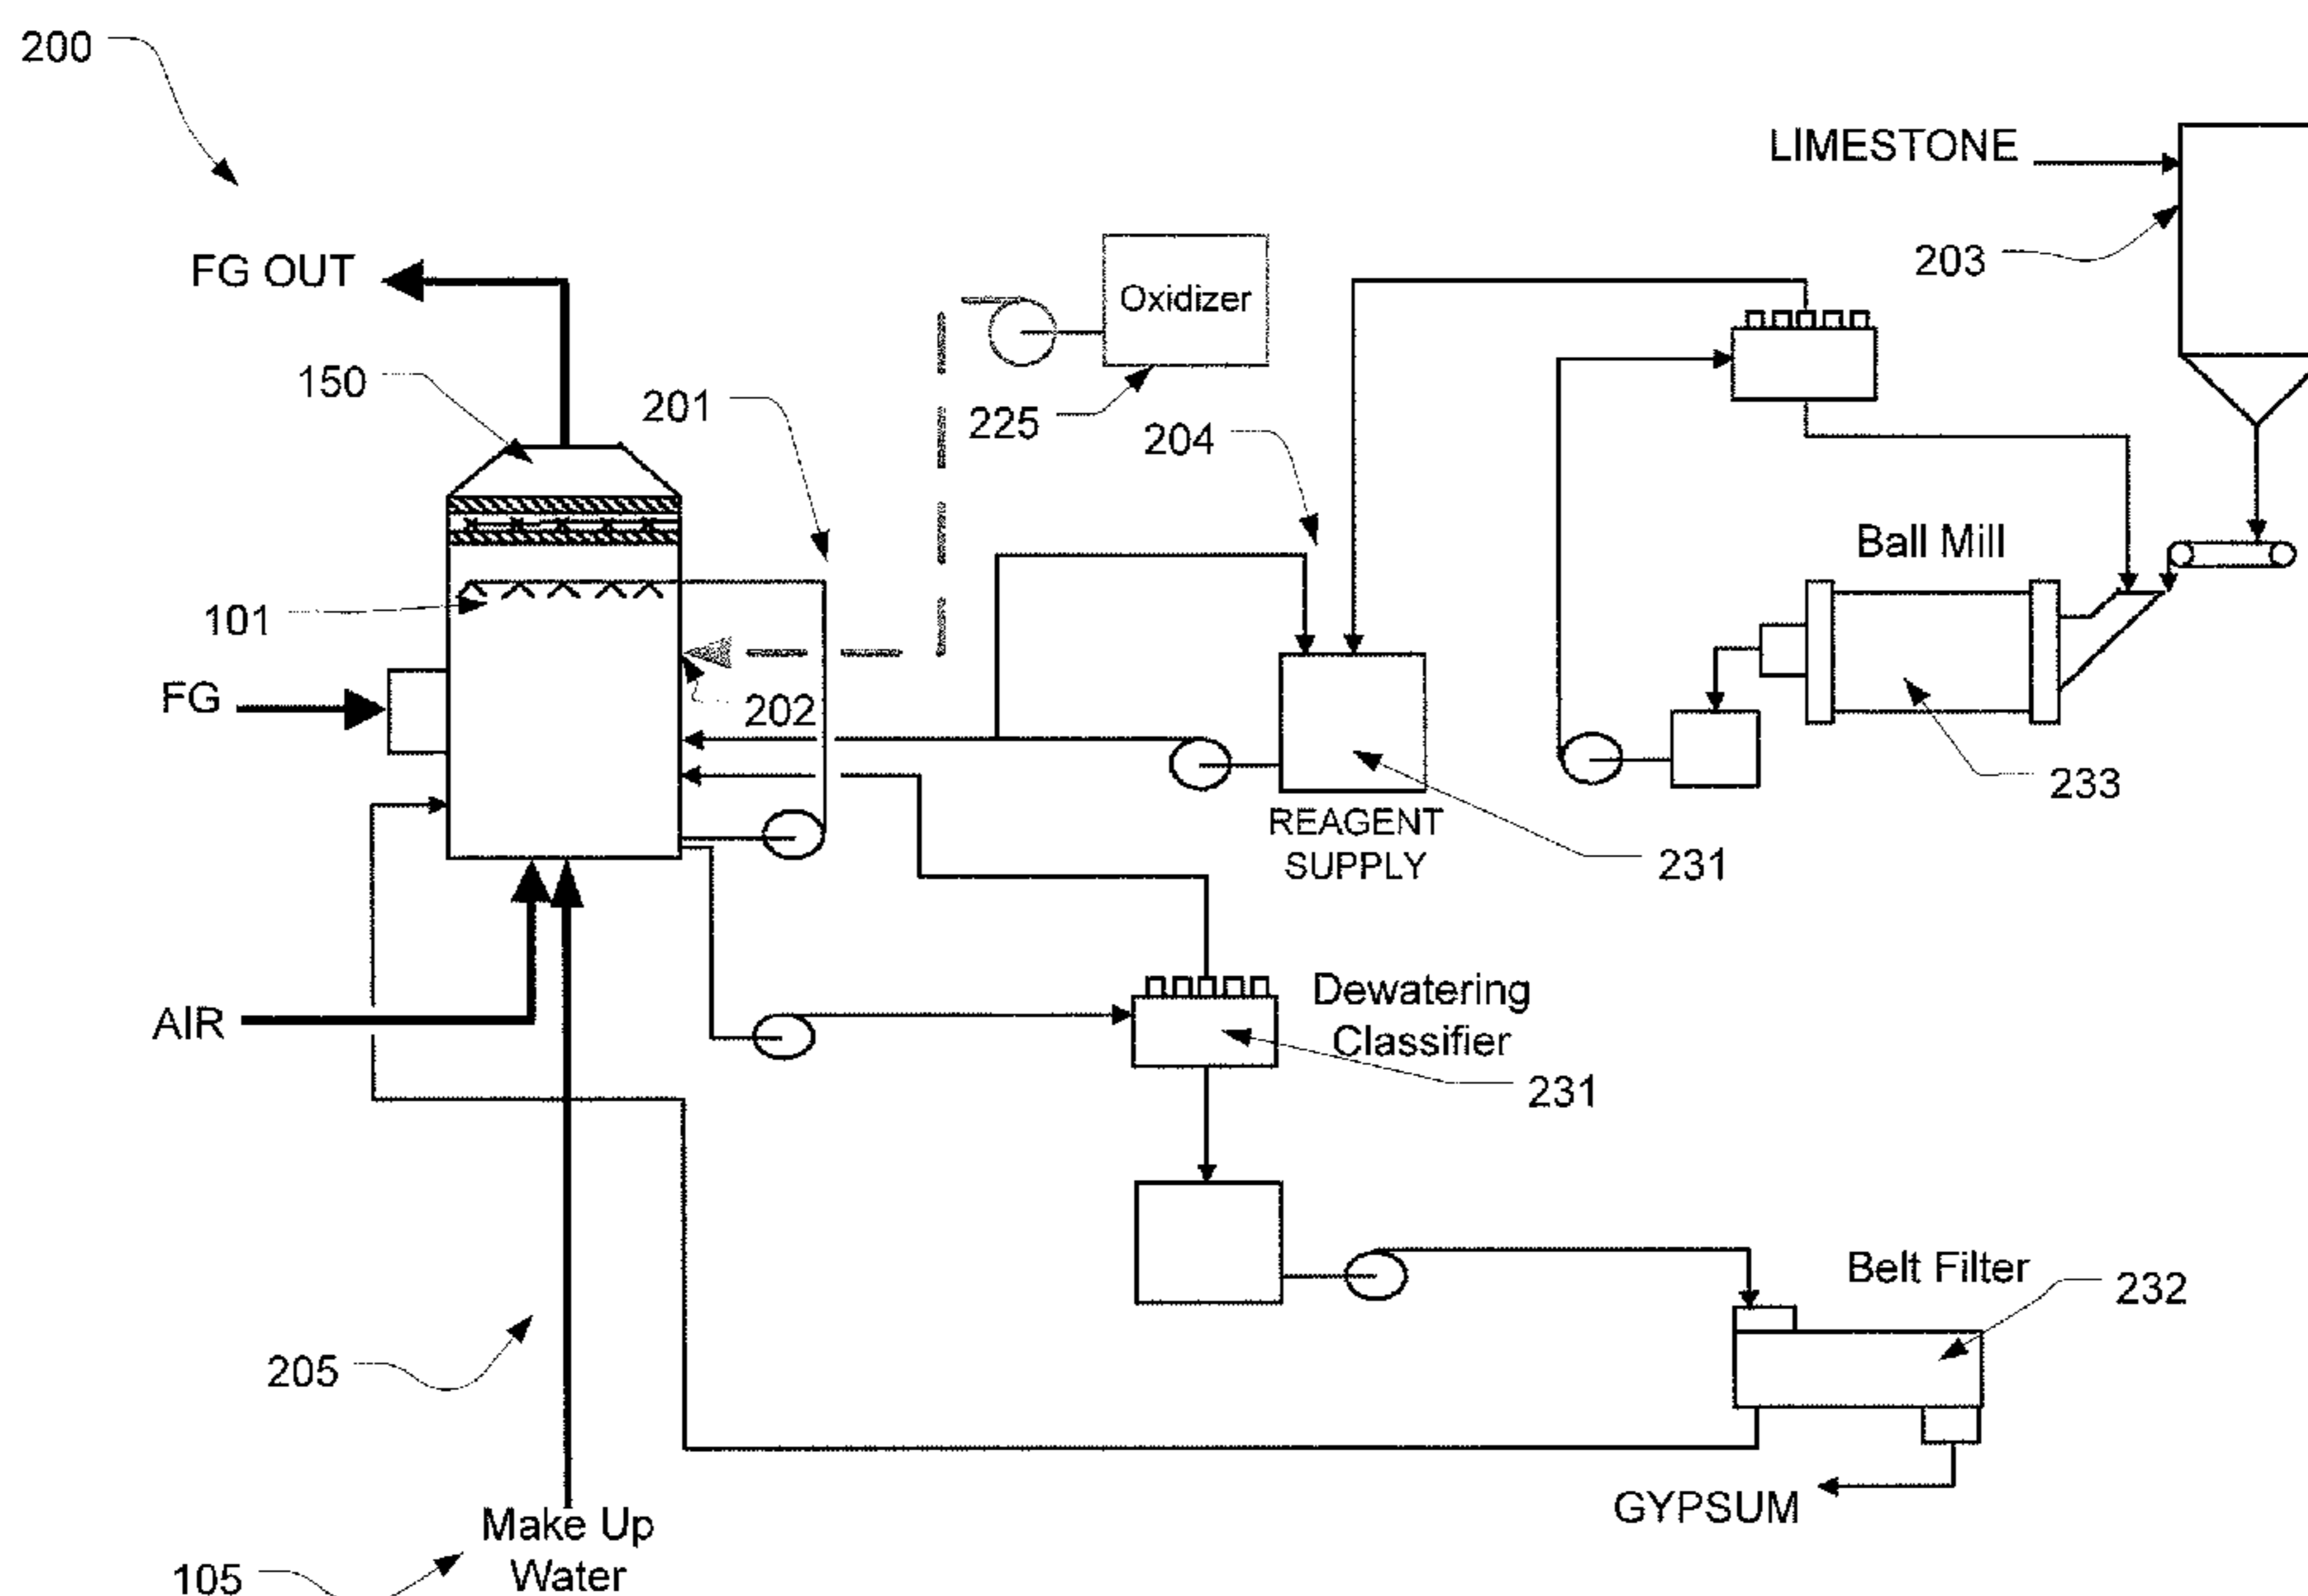 200
LIMESTONE
203
FG OUT
Oxidizer
150
201
225
204
Ball Mill
101
FG
202
233
REAGENT
SUPPLY
231
AIR
Dewatering
Classifier
231
Belt Filter
232
205
GYPSUM
Make Up
Water
105